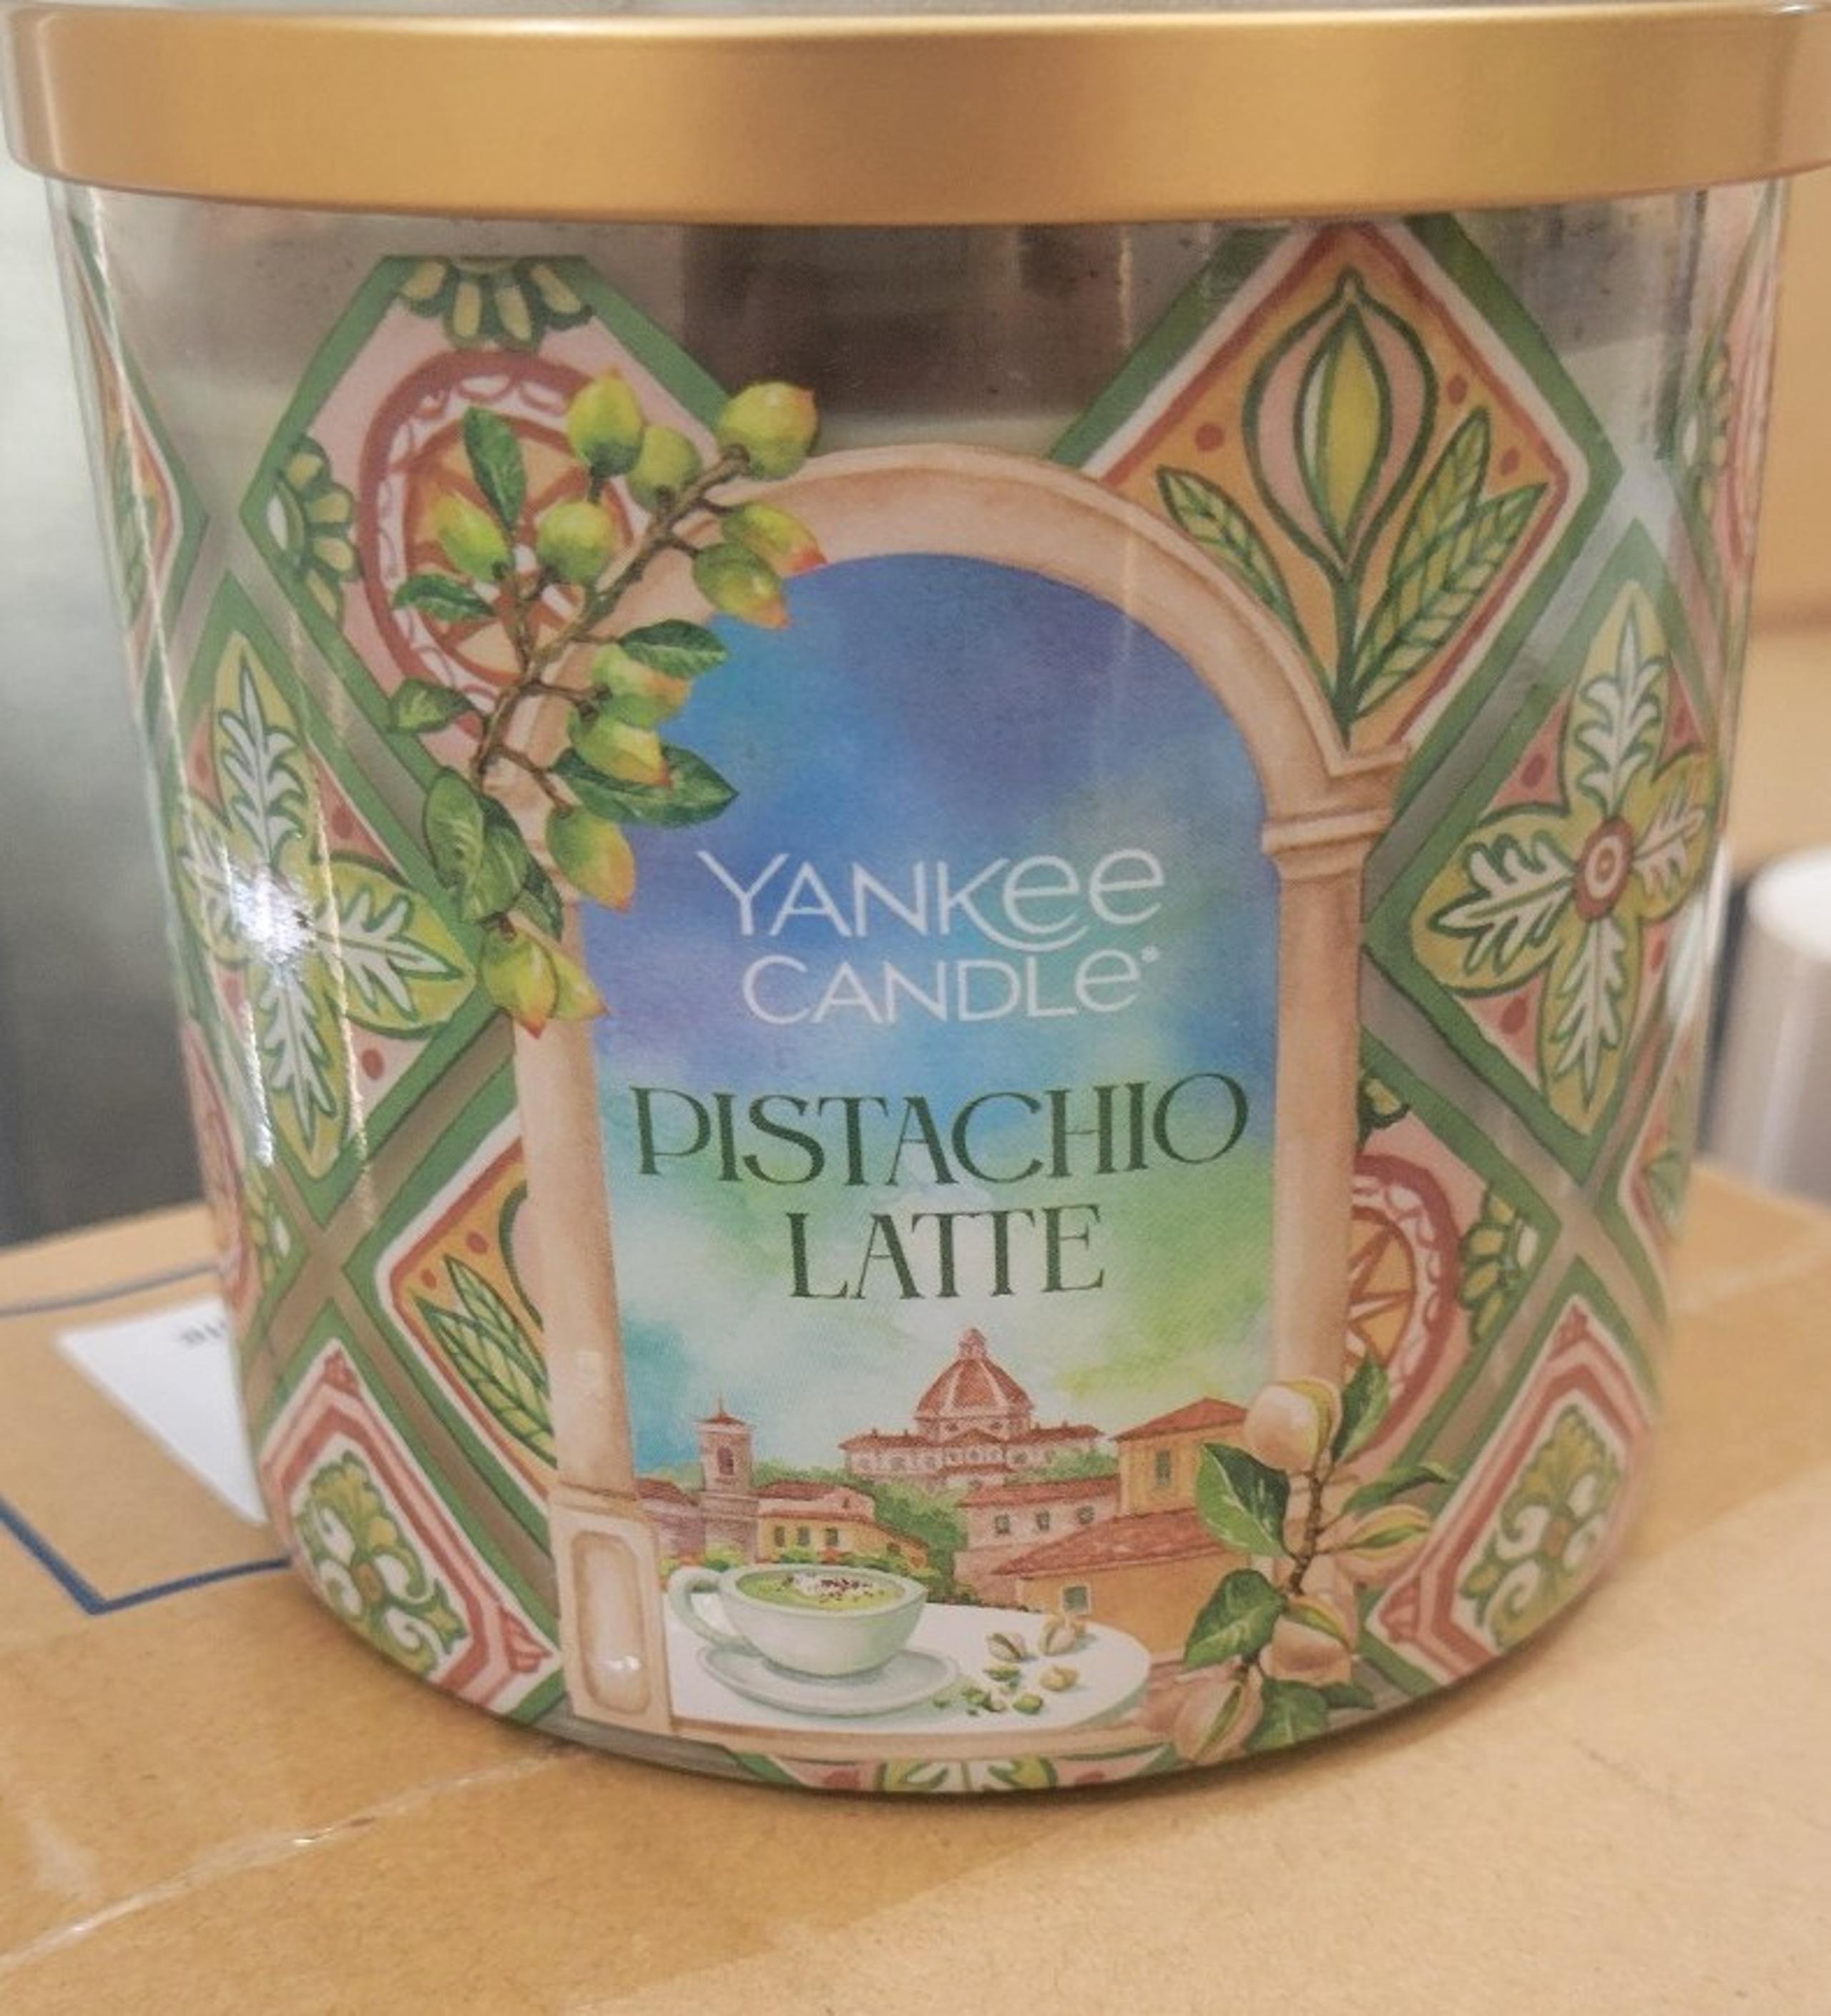 YANKEE
CANDLE®
PISTACHIO
LATTE